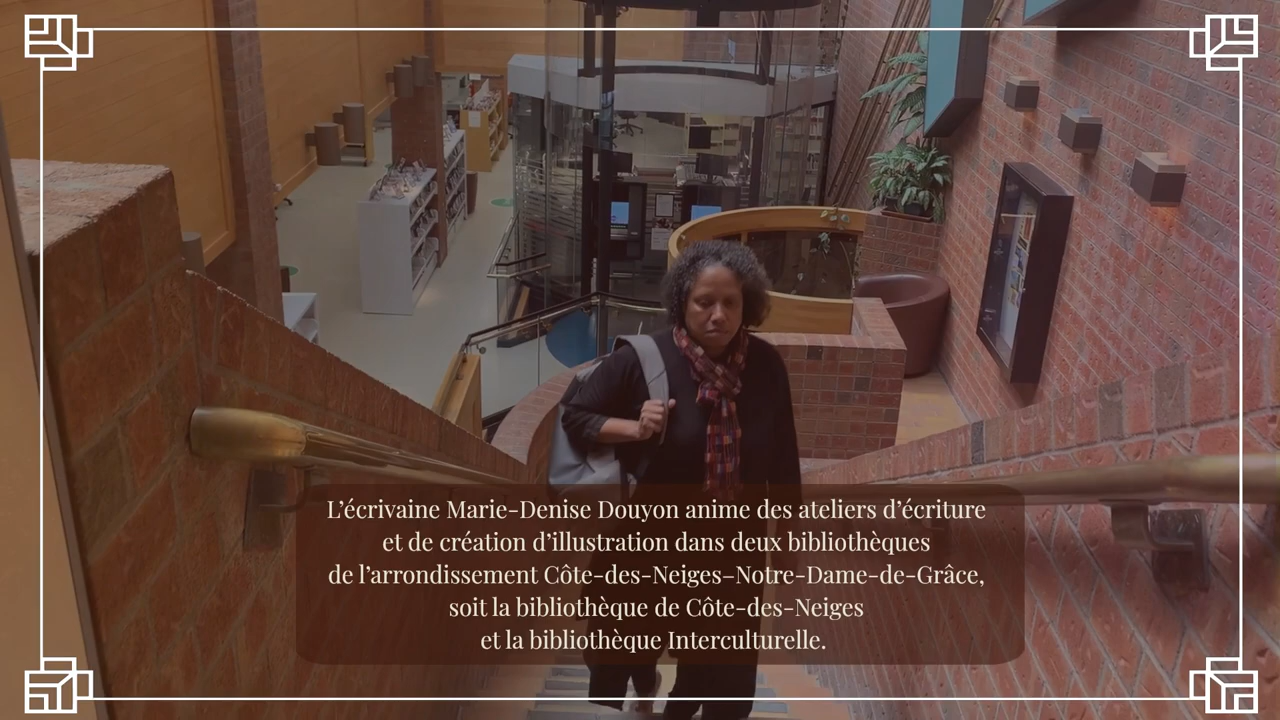 L’écrivaine Marie-Denise Douyon anime des ateliers d’écriture
et de création d’illustration dans deux bibliothèques
de l’arrondissement Côte-des-Neiges–Notre-Dame-de-Grâce,
soit la bibliothèque de Côte-des-Neiges
et la bibliothèque Interculturelle.